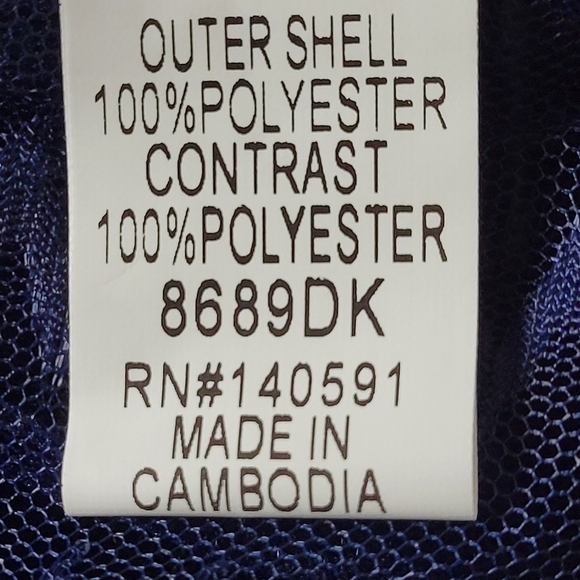 OUTER SHELL
100%POLYESTER
CONTRAST
100%POLYESTER
8689DK
RN#140591
MADE IN
CAMBODIA